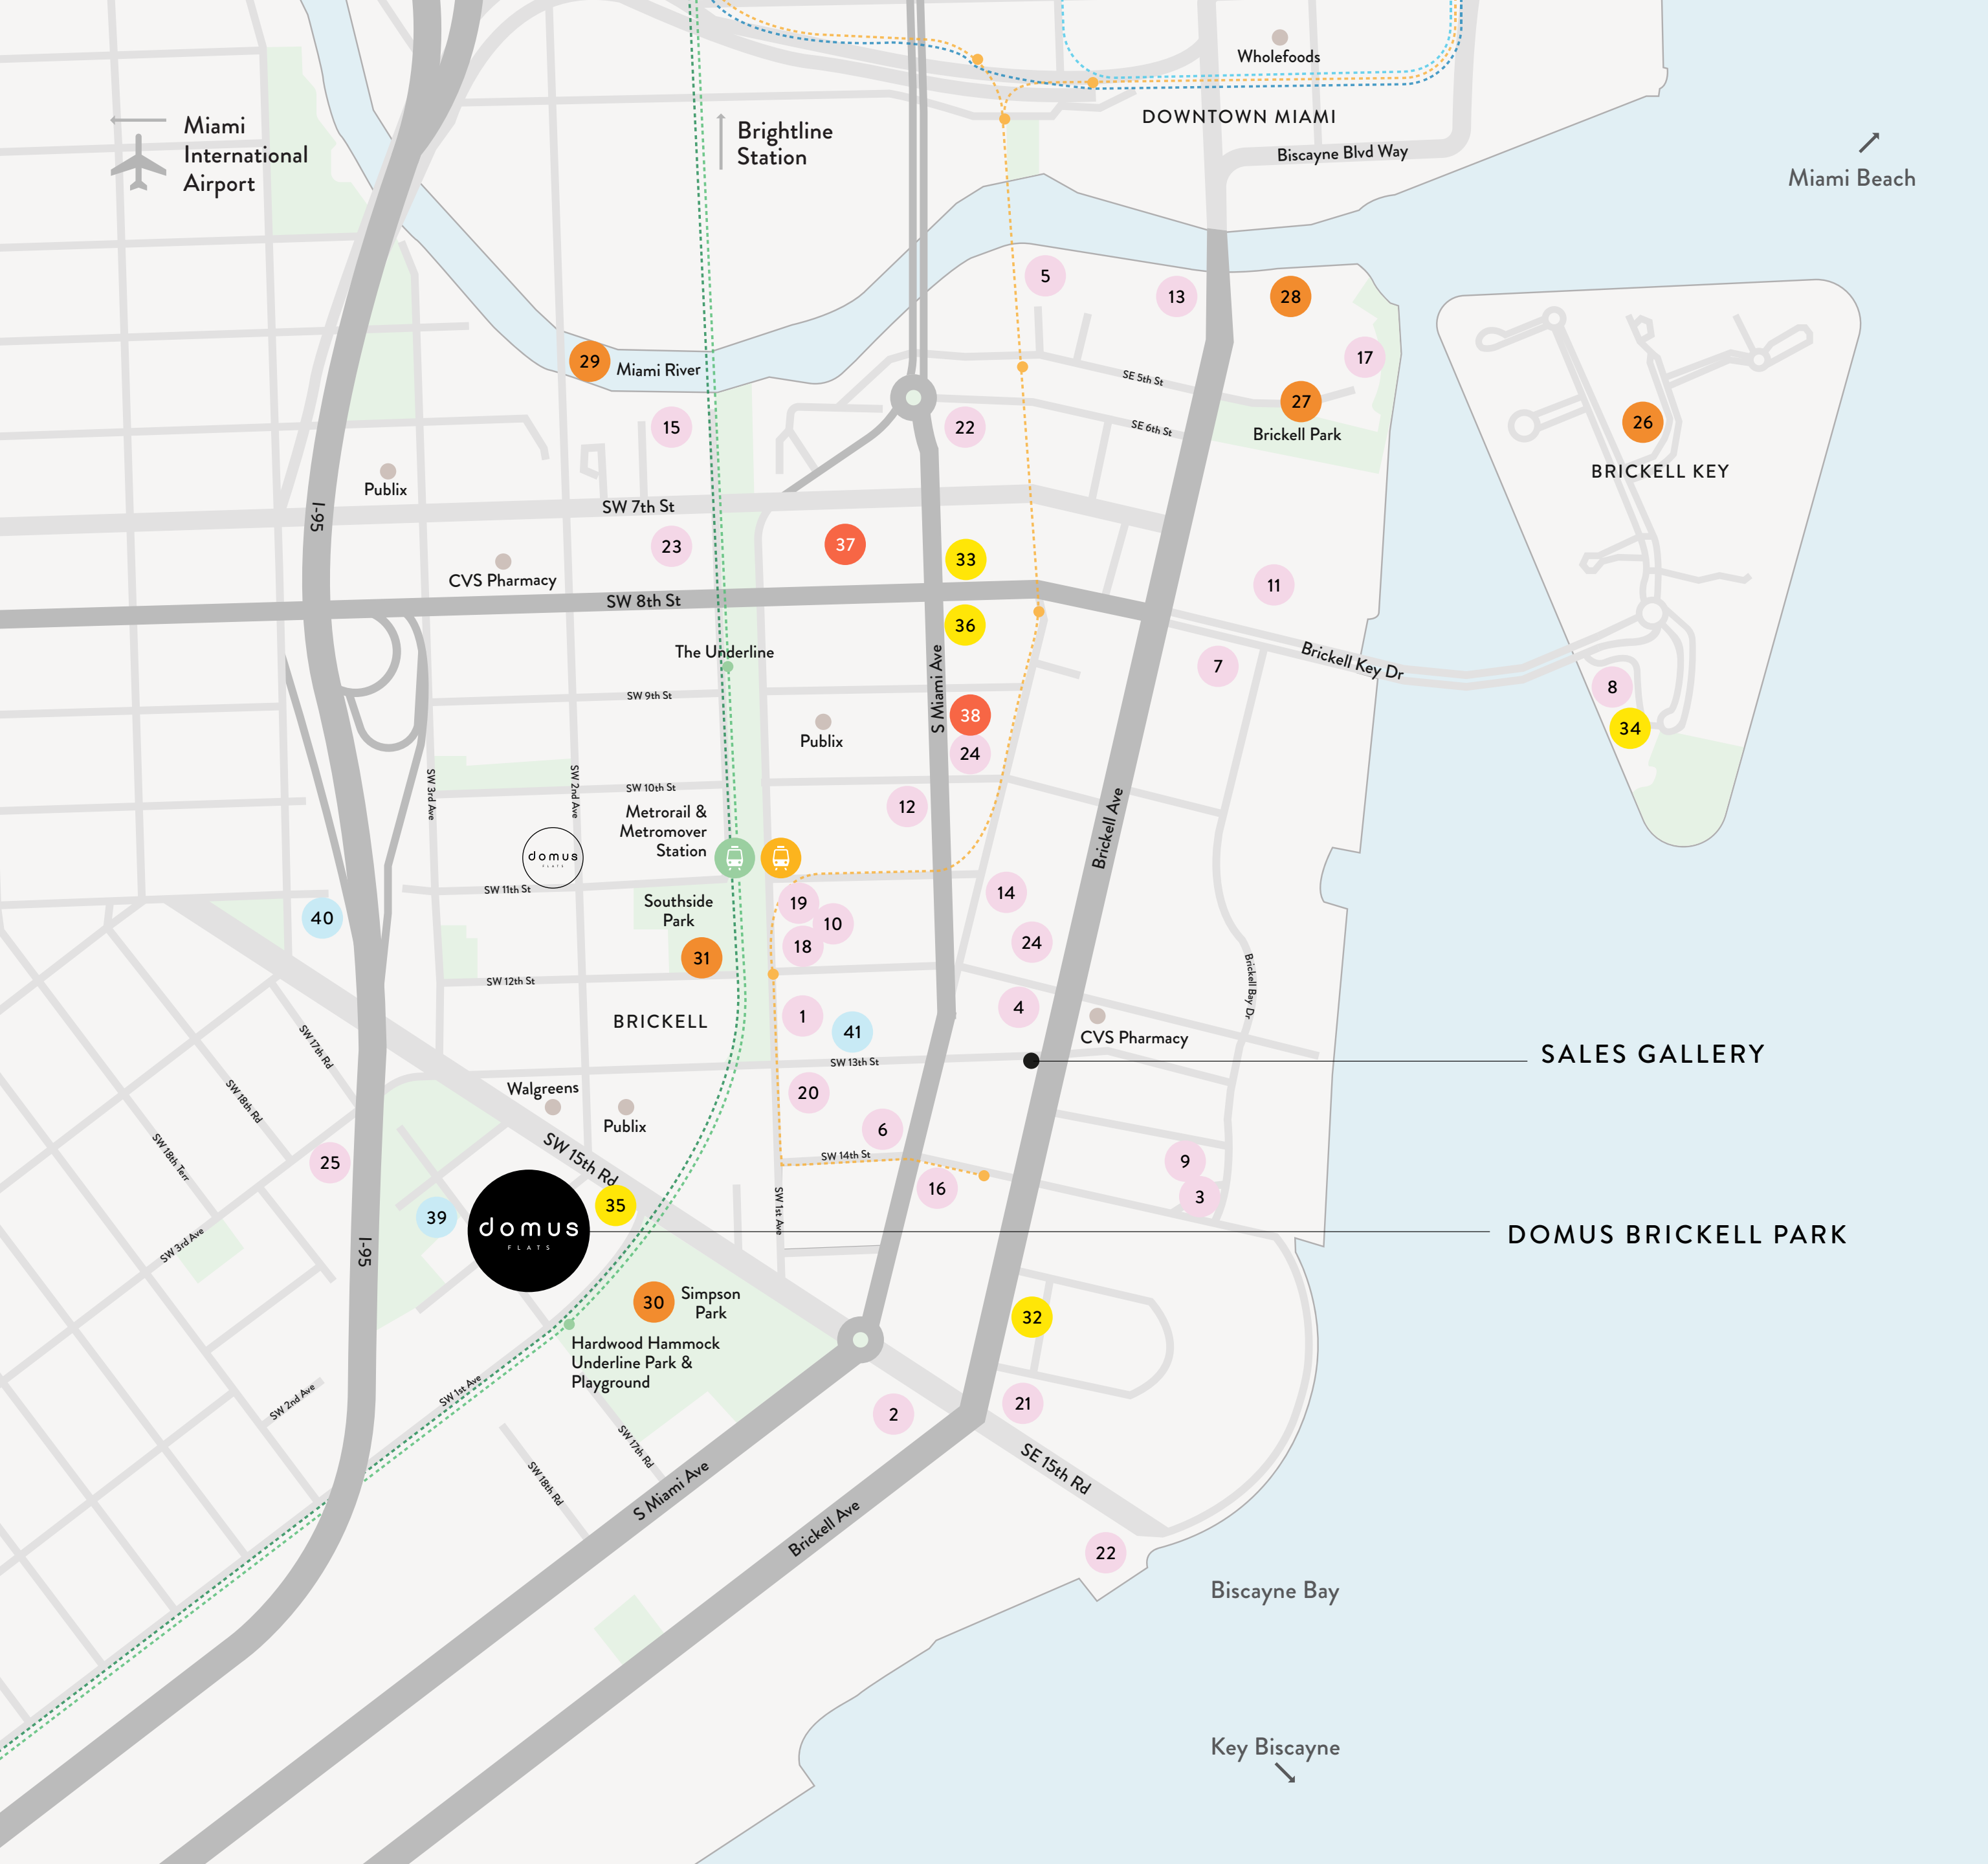 Wholefoods
DOWNTOWN MIAMI
Biscayne Blvd Way
Miami
International
Airport
Brightline
Station
Miami Beach
5
13
28
17
29
Miami River
SE 5th St
27
Brickell Park
15
22
SE 6th St
26
BRICKELL KEY
Publix
I-95
SW 7th St
23
37
33
CVS Pharmacy
SW 8th St
11
36
The Underline
7
Brickell Key Dr
S Miami Ave
SW 9th St
8
34
38
24
Publix
SW 3rd Ave
SW 2nd Ave
SW 10th St
12
Metrorail &
Metromover
Station
Brickell Ave
domus
FLATS
SW 11th St
40
Southside
Park
19
10
18
14
24
31
SW 12th St
Brickell Bay Dr
BRICKELL
1
41
4
CVS Pharmacy
SW 13th St
SALES GALLERY
SW 17th Rd
SW 18th Rd
SW 18th Terr
Walgreens
Publix
20
6
SW 15th Rd
SW 14th St
25
9
3
16
35
39
SW 1st Ave
domus
FLATS
DOMUS BRICKELL PARK
SW 3rd Ave
I-95
30
Simpson
Park
32
Hardwood Hammock
Underline Park &
Playground
SW 2nd Ave
SW 1st Ave
2
21
SW 17th Rd
SW 18th Rd
S Miami Ave
SE 15th Rd
Brickell Ave
22
Biscayne Bay
Key Biscayne